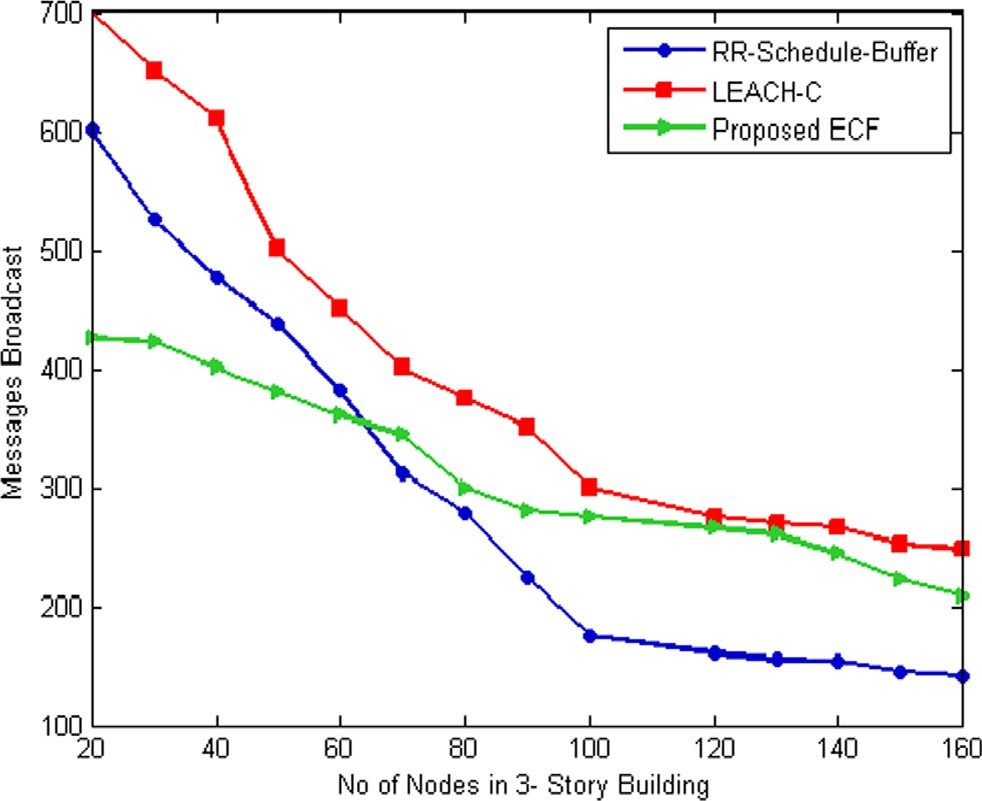 700
600
500
400
300
200
100
Messages Broadcast
RR-Schedule-Buffer
LEACH-C
Proposed ECF
20 40 60 80 100 120 140 160
No of Nodes in 3- Story Building